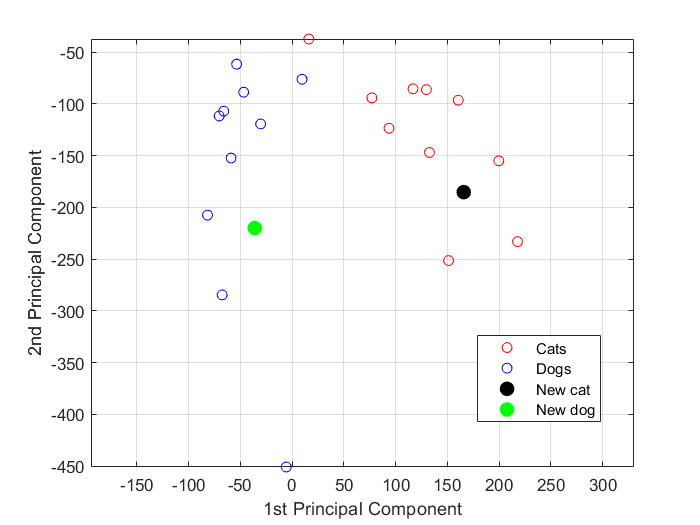 -50
-100
-150
-200
-250
-300
-350
-400
-450
2nd Principal Component
Cats
Dogs
New cat
New dog
-150 -100 -50 0 50 100 150 200 250 300
1st Principal Component